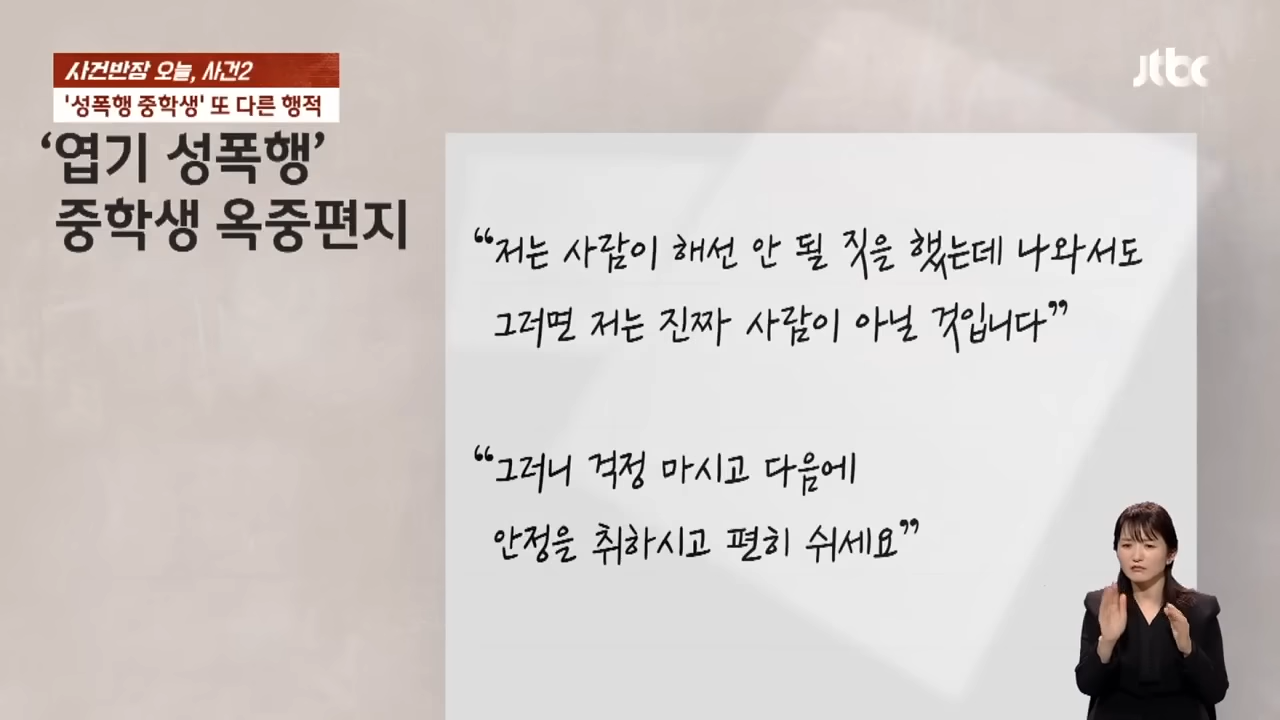 사건반장 오늘, 사건2
'성폭행 중학생' 또 다른 행적
jtbc
‘엽기 성폭행’
중학생 옥중편지
“저는 사람이 해선 안 될 짓을 했는데 나와서도
그러면 저는 진짜 사람이 아닐 것입니다”
“그러니 걱정 마시고 다음에
안정을 취하시고 편히 쉬세요”